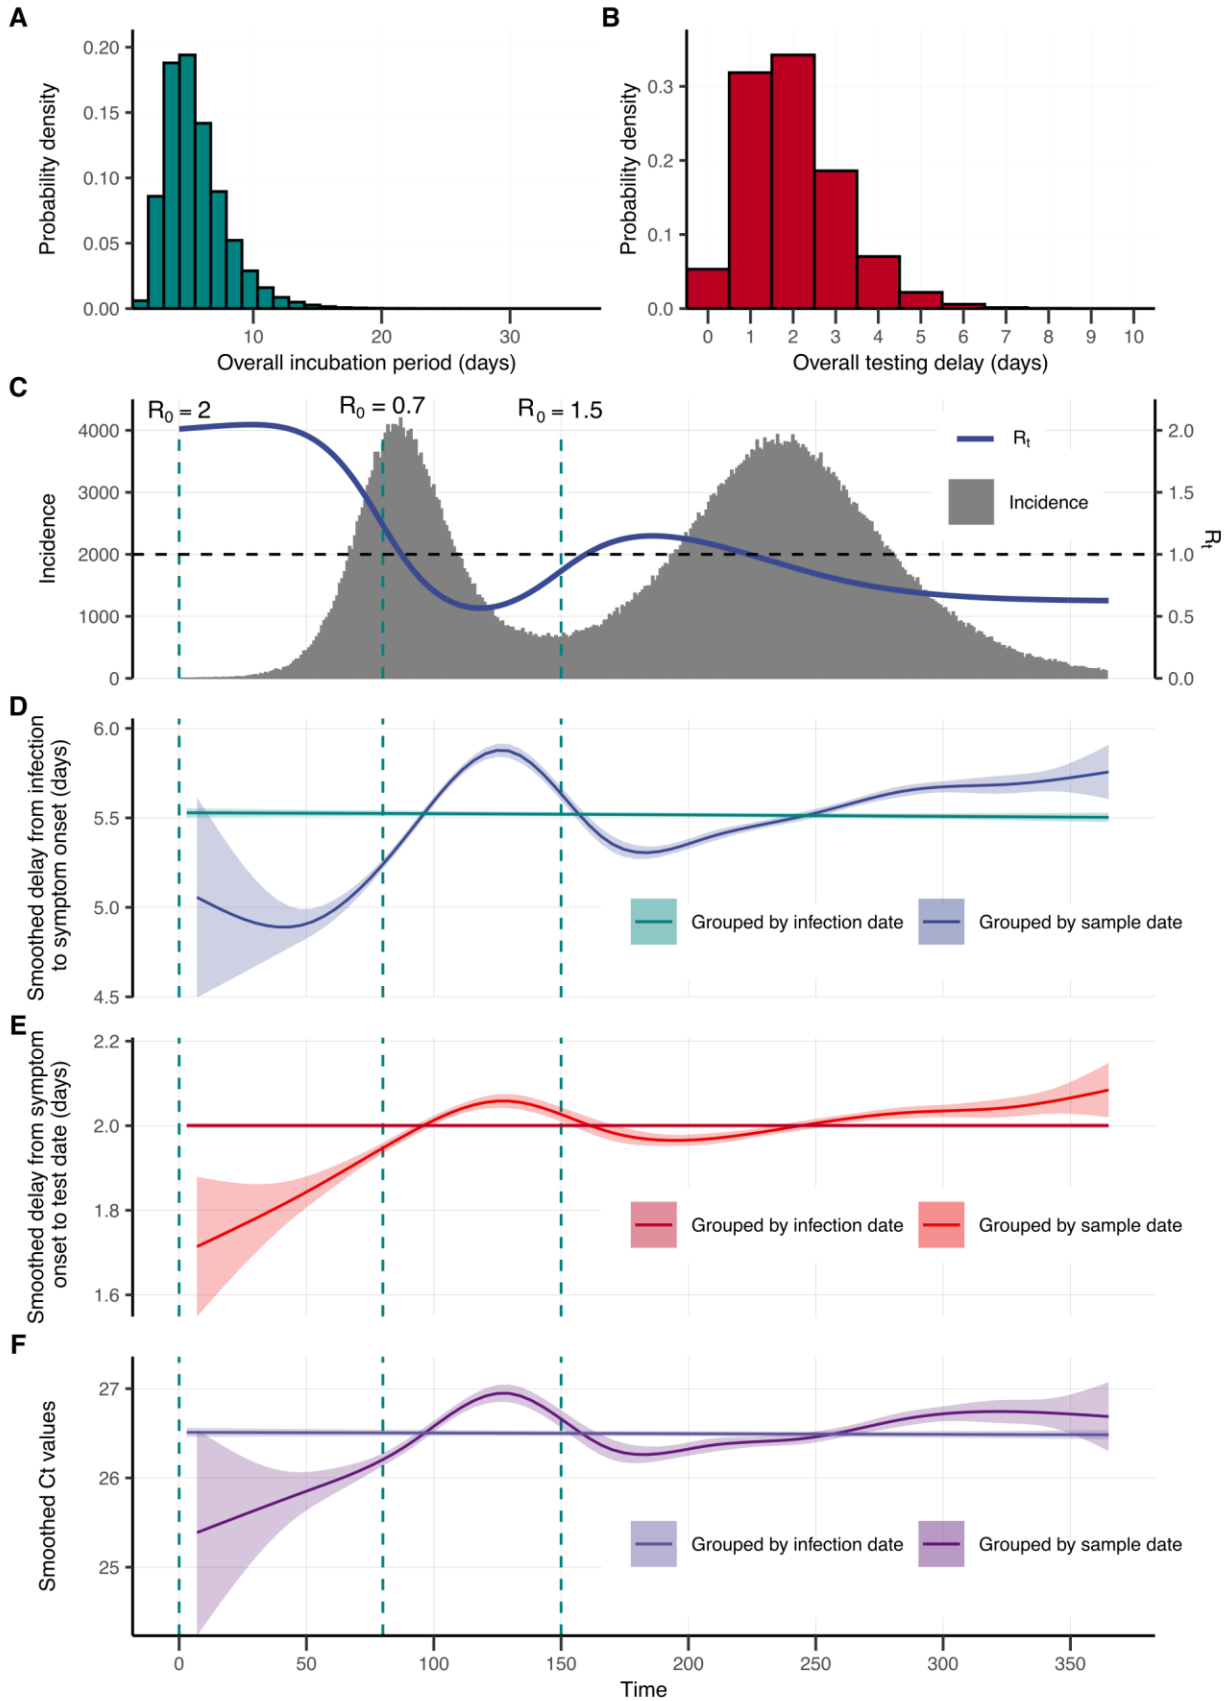 A
B
Probability density
0.20
0.15
0.10
0.05
0.00
10
20
30
Overall incubation period (days)
Probability density
0.3
0.2
0.1
0.0
0
1
2
3
4
5
6
7
8
9
10
Overall testing delay (days)
C
R0 = 2
R0 = 0.7
R0 = 1.5
Incidence
4000
3000
2000
1000
0
Rt
Incidence
2.0
1.5
1.0
0.5
0.0
Rt
D
Smoothed delay from infection
to symptom onset (days)
6.0
5.5
5.0
4.5
Grouped by infection date
Grouped by sample date
E
Smoothed delay from symptom
onset to test date (days)
2.2
2.0
1.8
1.6
Grouped by infection date
Grouped by sample date
F
Smoothed Ct values
27
26
25
Grouped by infection date
Grouped by sample date
0
50
100
150
200
250
300
350
Time